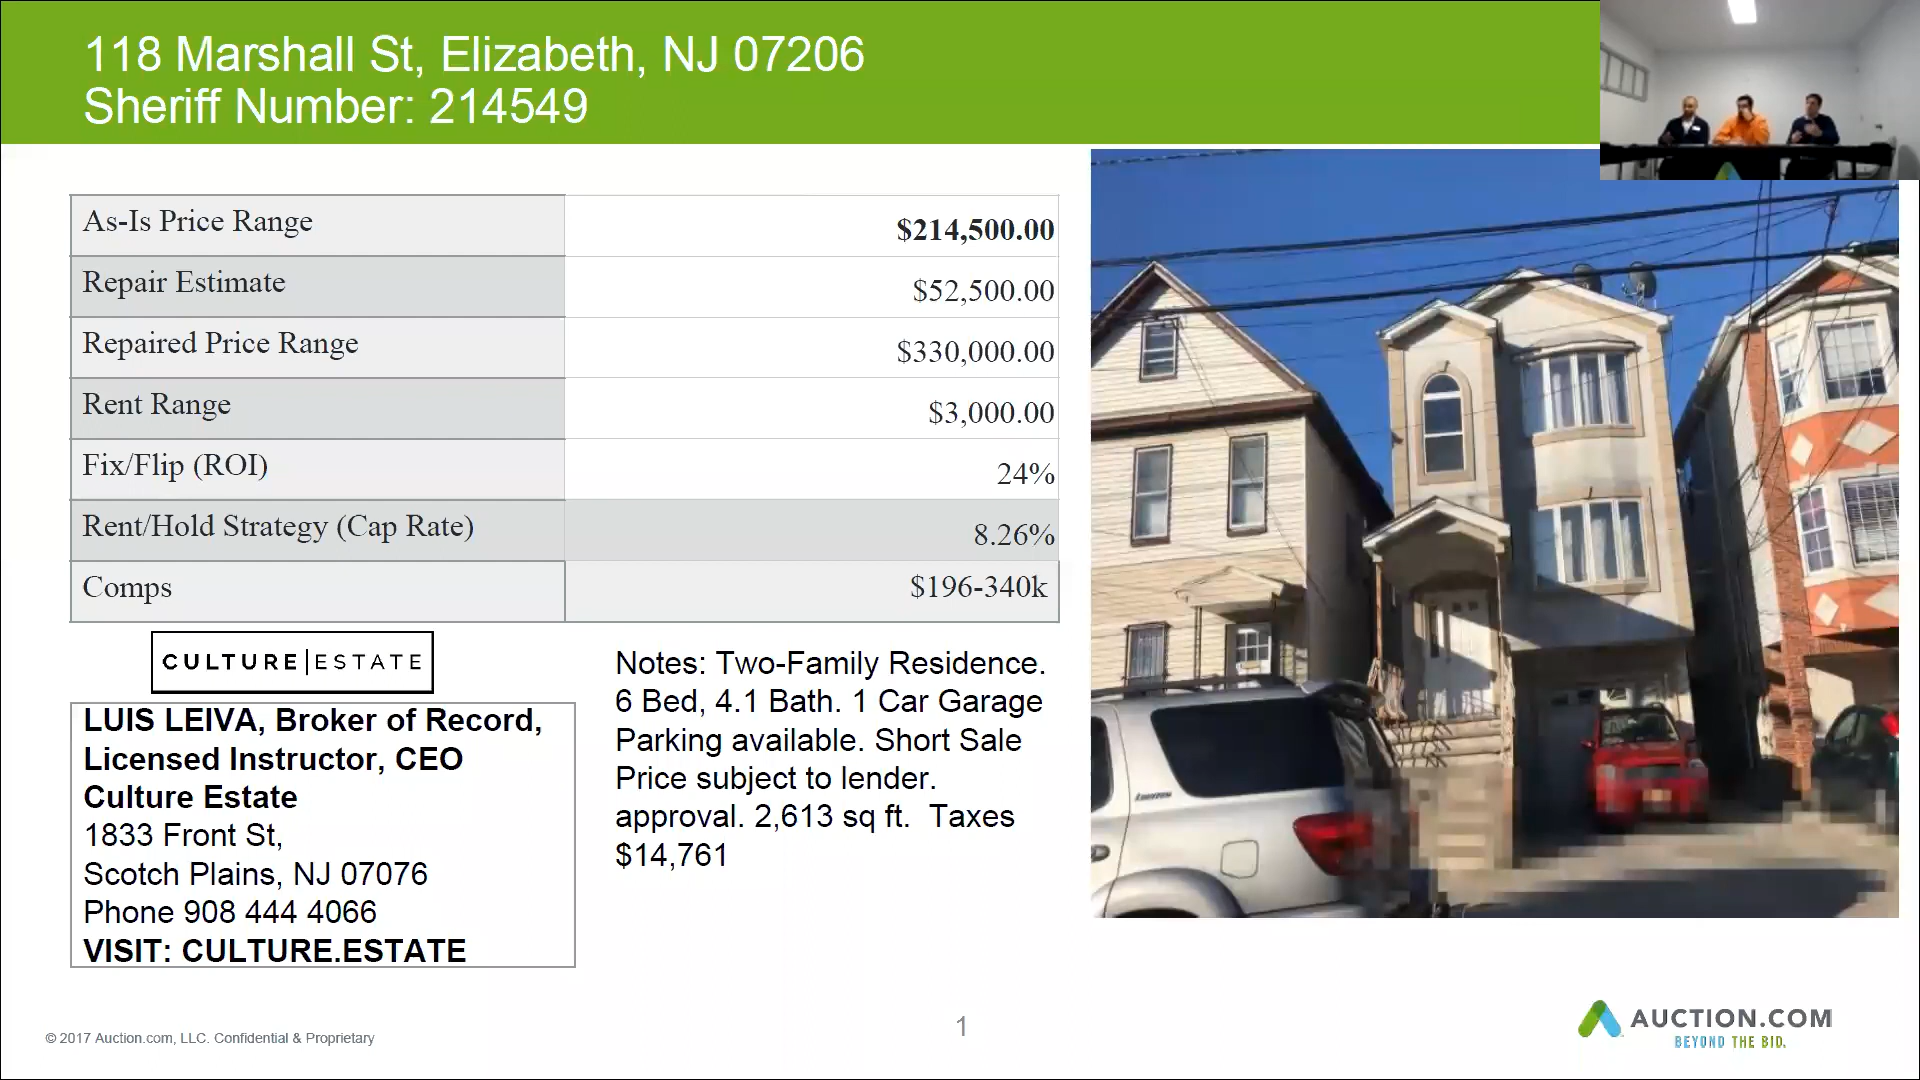 118 Marshall St, Elizabeth, NJ 07206
Sheriff Number: 214549
As-Is Price Range $214,500.00
Repair Estimate $52,500.00
Repaired Price Range $330,000.00
Rent Range $3,000.00
Fix/Flip (ROI) 24%
Rent/Hold Strategy (Cap Rate) 8.26%
Comps $196-340k
CULTURE|ESTATE
LUIS LEIVA, Broker of Record,
Licensed Instructor, CEO
Culture Estate
1833 Front St,
Scotch Plains, NJ 07076
Phone 908 444 4066
VISIT: CULTURE.ESTATE
Notes: Two-Family Residence.
6 Bed, 4.1 Bath. 1 Car Garage
Parking available. Short Sale
Price subject to lender.
approval. 2,613 sq ft.  Taxes
$14,761
© 2017 Auction.com, LLC. Confidential & Proprietary
1
AUCTION.COM
BEYOND THE BID.